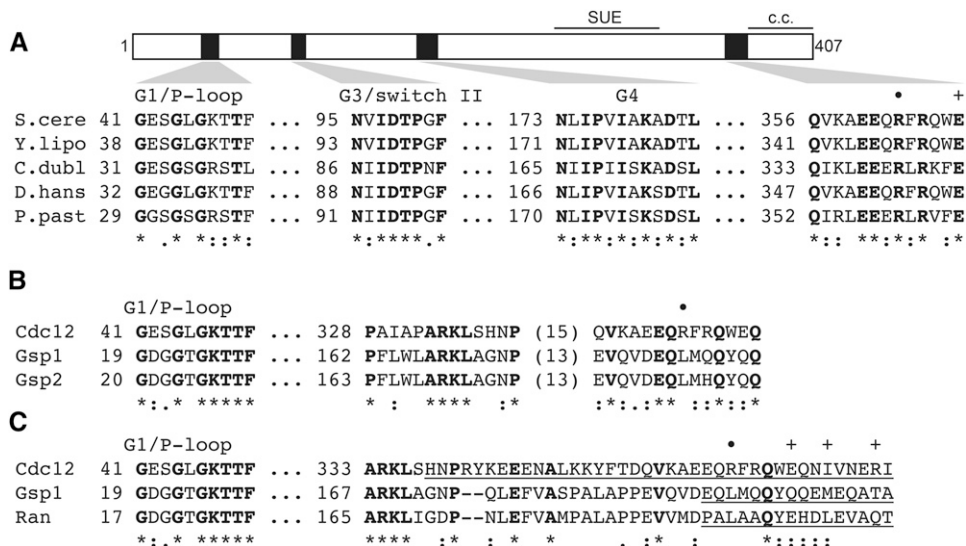 SUE c.c.
A 1 407
G1/P-loop G3/switch II G4 • +
S.cere 41 GESGLGKTTF ... 95 NVIDTPGF ... 173 NLIPVIAKADTL ... 356 QVKAEEQRFRQWE
Y.lipo 38 GESGLGKTTF ... 93 NVIDTPGF ... 171 NLIPVIAKADTL ... 341 QVKLEEQRFRQWE
C.dubl 31 GESGSGRSTL ... 86 NIIDTPNF ... 165 NIIPIISKADTL ... 333 QIKAEEERLRKFE
D.hans 32 GEGGLGKTTF ... 88 NIIDTPGF ... 166 NLIPVISKSDTL ... 347 QVKAEEQRFRQWE
P.past 29 GGSGSGRSTF ... 91 NIIDTPGF ... 170 NLIPVISKSDSL ... 352 QIRLEEERLRVFE
* .* *::*: *:****.* *:**:*:*:*:* *:: **:*:* :*
B
G1/P-loop •
Cdc12 41 GESGLGKTTF ... 328 PAIAPARKLSHNP (15) QVKAEEQRFRQWEQ
Gsp1 19 GDGGTGKTTF ... 162 PFLWLARKLAGNP (13) EVQVDEQLMQQYQQ
Gsp2 20 GDGGTGKTTF ... 163 PFLWLARKLAGNP (13) EVQVDEQLMHQYQQ
*:.* ***** * : **** :* :*:.:** :*::*
C
G1/P-loop • + + +
Cdc12 41 GESGLGKTTF ... 333 ARKLSHNPRYKEEENALKKYFTDQVKAEEQRFRQWEQNIVNERI
Gsp1 19 GDGGTGKTTF ... 167 ARKLAGNP--QLEFVASPALAPPEVQVDEQLMQQYQQEMEQATA
Ran 17 GDGGTGKTTF ... 165 ARKLIGDP--NLEFVAMPALAPPEVVMDPALAAQYEHDLEVAQT
*:.* ***** **** :* : * * . :* : *:::::